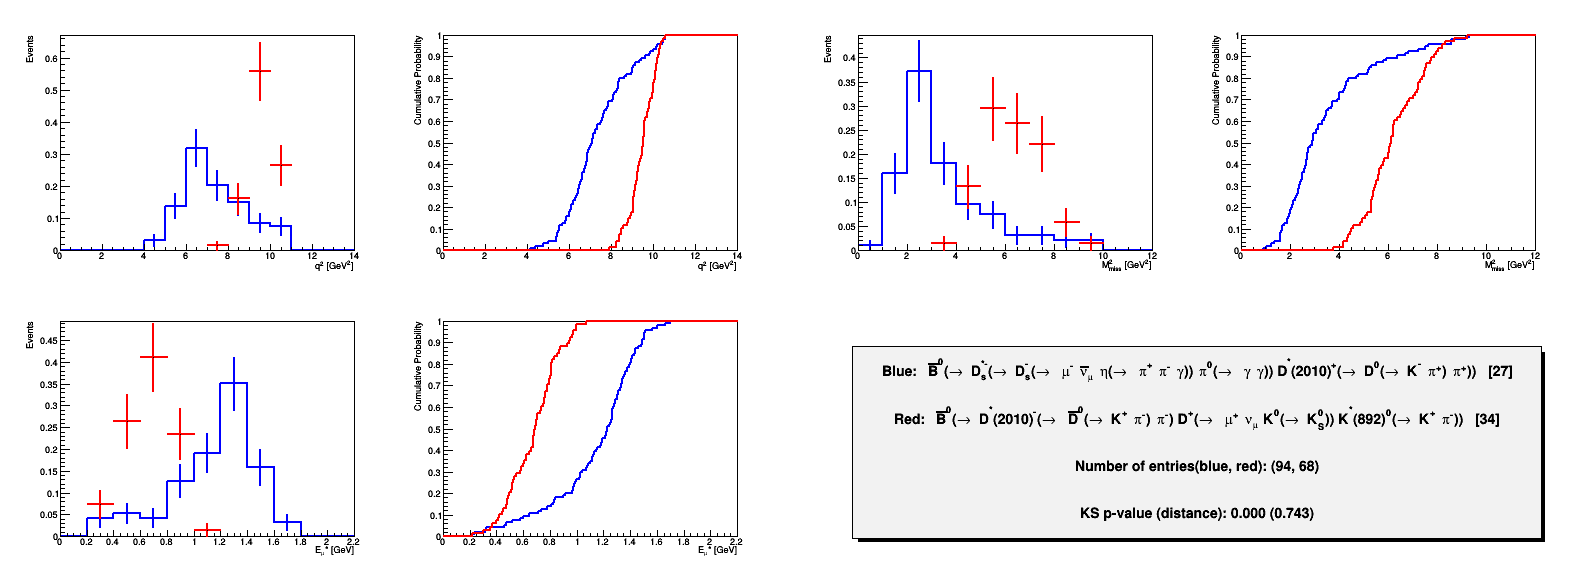 Events
0.6
0.5
0.4
0.3
0.2
0.1
0
0 2 4 6 8 10 12 14
q² [GeV²]
Cumulative Probability
1
0.9
0.8
0.7
0.6
0.5
0.4
0.3
0.2
0.1
0
0 2 4 6 8 10 12 14
q² [GeV²]
Events
0.4
0.35
0.3
0.25
0.2
0.15
0.1
0.05
0
0 2 4 6 8 10 12
M²miss [GeV²]
Cumulative Probability
1
0.9
0.8
0.7
0.6
0.5
0.4
0.3
0.2
0.1
0
0 2 4 6 8 10 12
14
M²miss [GeV²]
Events
0.45
0.4
0.35
0.3
0.25
0.2
0.15
0.1
0.05
0
0 0.2 0.4 0.6 0.8 1 1.2 1.4 1.6 1.8 2 2.2
Eμ* [GeV]
Cumulative Probability
1
0.9
0.8
0.7
0.6
0.5
0.4
0.3
0.2
0.1
0
0 0.2 0.4 0.6 0.8 1 1.2 1.4 1.6 1.8 2 2.2
Eμ* [GeV]
Blue: B̅⁰(→ Dₛ*⁻(→ Dₛ⁻(→ μ⁻ ν̅μ η(→ π⁺ π⁻ γ)) π⁰(→ γ γ)) D*(2010)⁺(→ D⁰(→ K⁻ π⁺) π⁺)) [27]
Red: B̅⁰(→ D*(2010)⁻(→ D̅⁰(→ K⁺ π⁻) π⁻) D⁺(→ μ⁺ νμ K⁰(→ K⁰S)) K*(892)⁰(→ K⁺ π⁻)) [34]
Number of entries(blue, red): (94, 68)
KS p-value (distance): 0.000 (0.743)